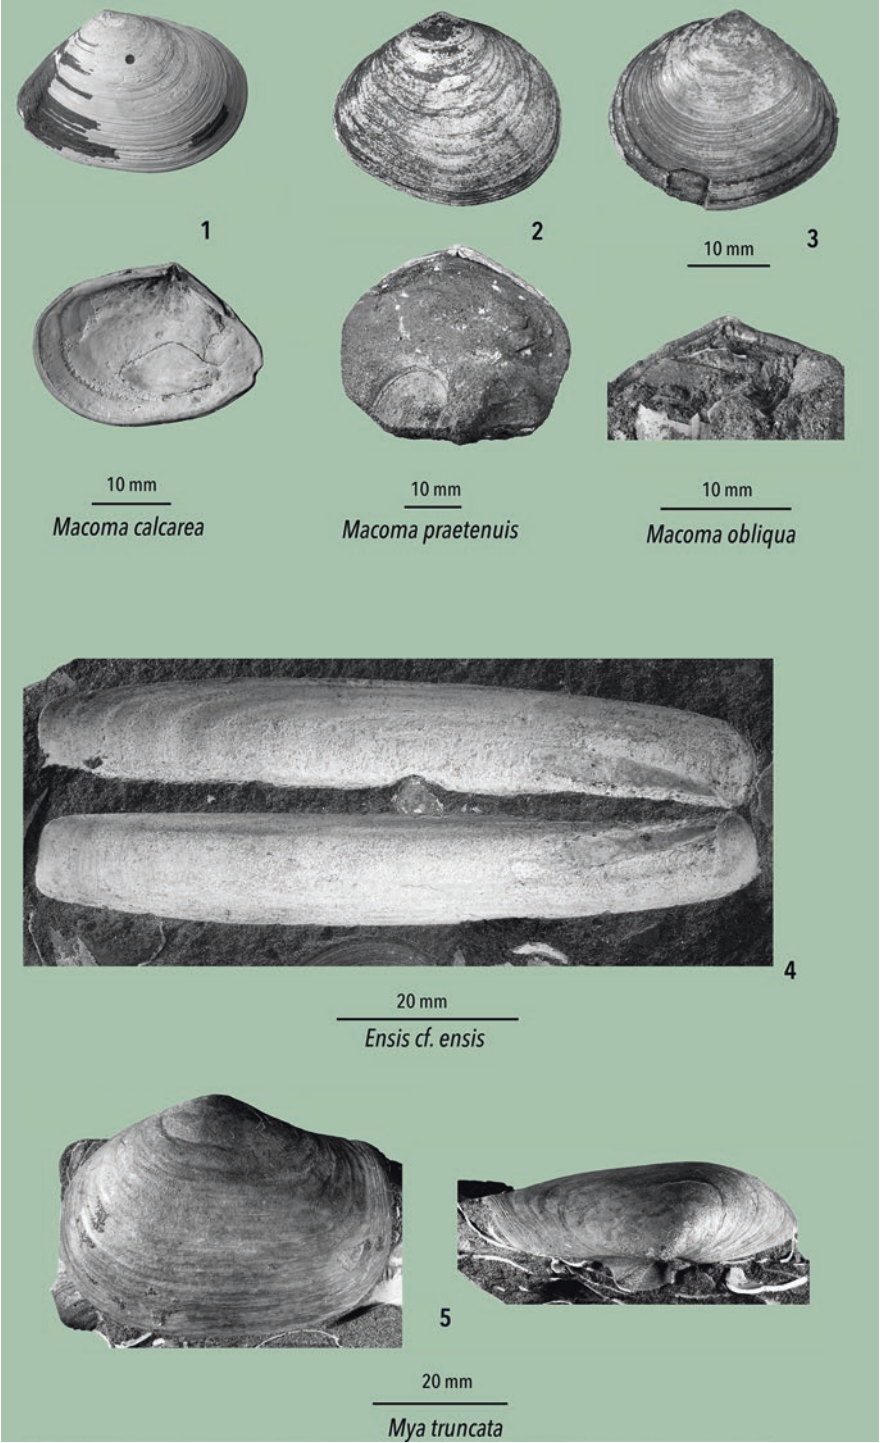 1
2
3
10 mm
10 mm
10 mm
10 mm
Macoma calcarea
Macoma praetenuis
Macoma obliqua
4
20 mm
Ensis cf. ensis
5
20 mm
Mya truncata